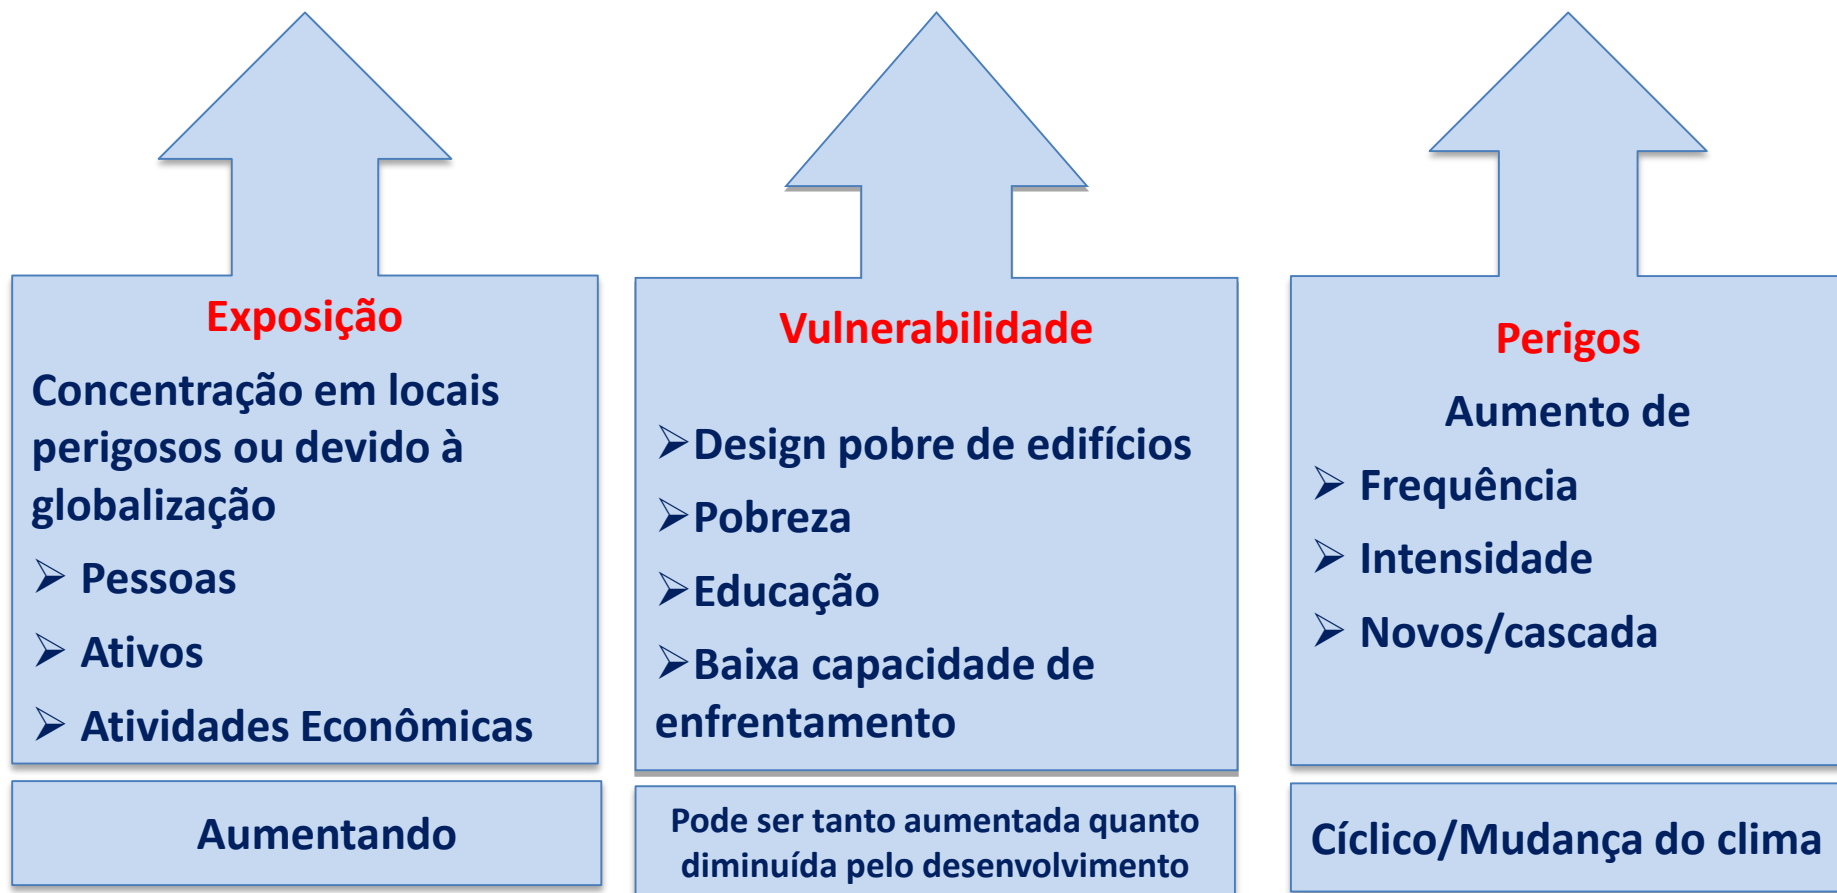 Exposição
Concentração em locais
perigosos ou devido à
globalização
➢ Pessoas
➢ Ativos
➢ Atividades Econômicas
Aumentando
Vulnerabilidade
➢Design pobre de edifícios
➢Pobreza
➢Educação
➢Baixa capacidade de
enfrentamento
Pode ser tanto aumentada quanto
diminuída pelo desenvolvimento
Perigos
Aumento de
➢ Frequência
➢ Intensidade
➢ Novos/cascada
Cíclico/Mudança do clima